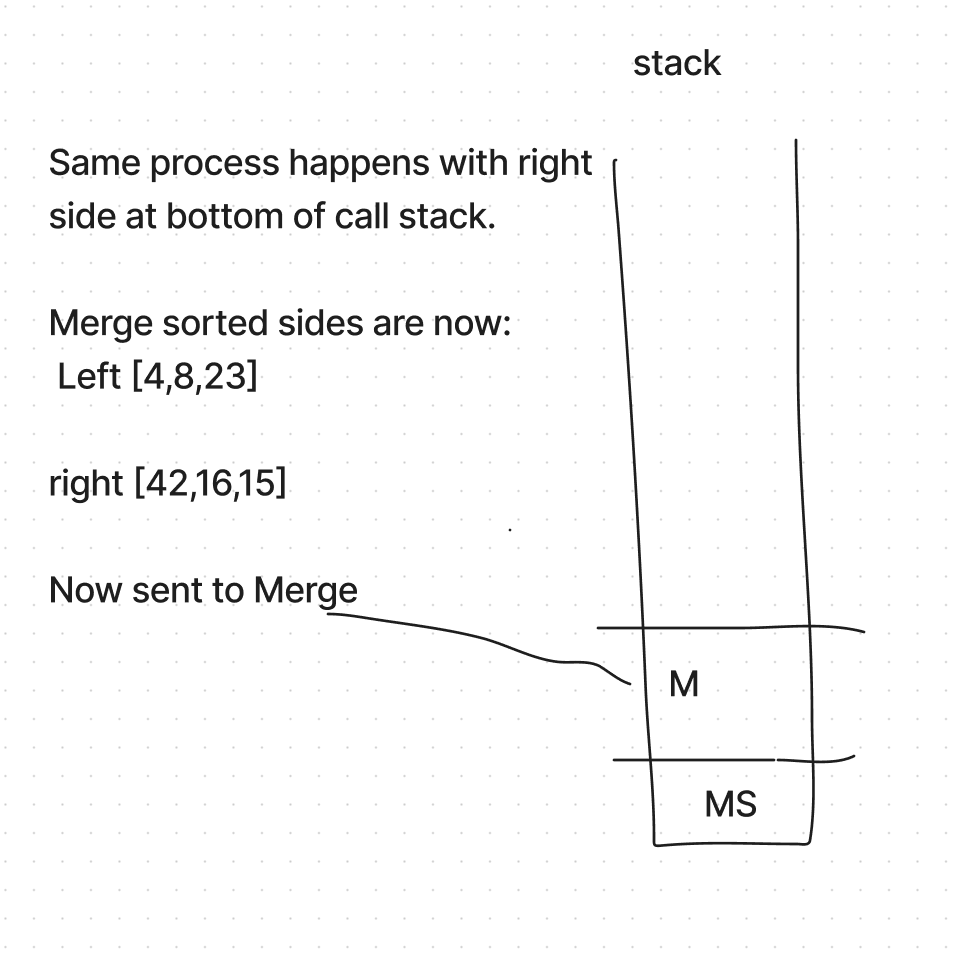 stack
Same process happens with right
side at bottom of call stack.
Merge sorted sides are now:
Left [4,8,23]
right [42,16,15]
Now sent to Merge
M
MS